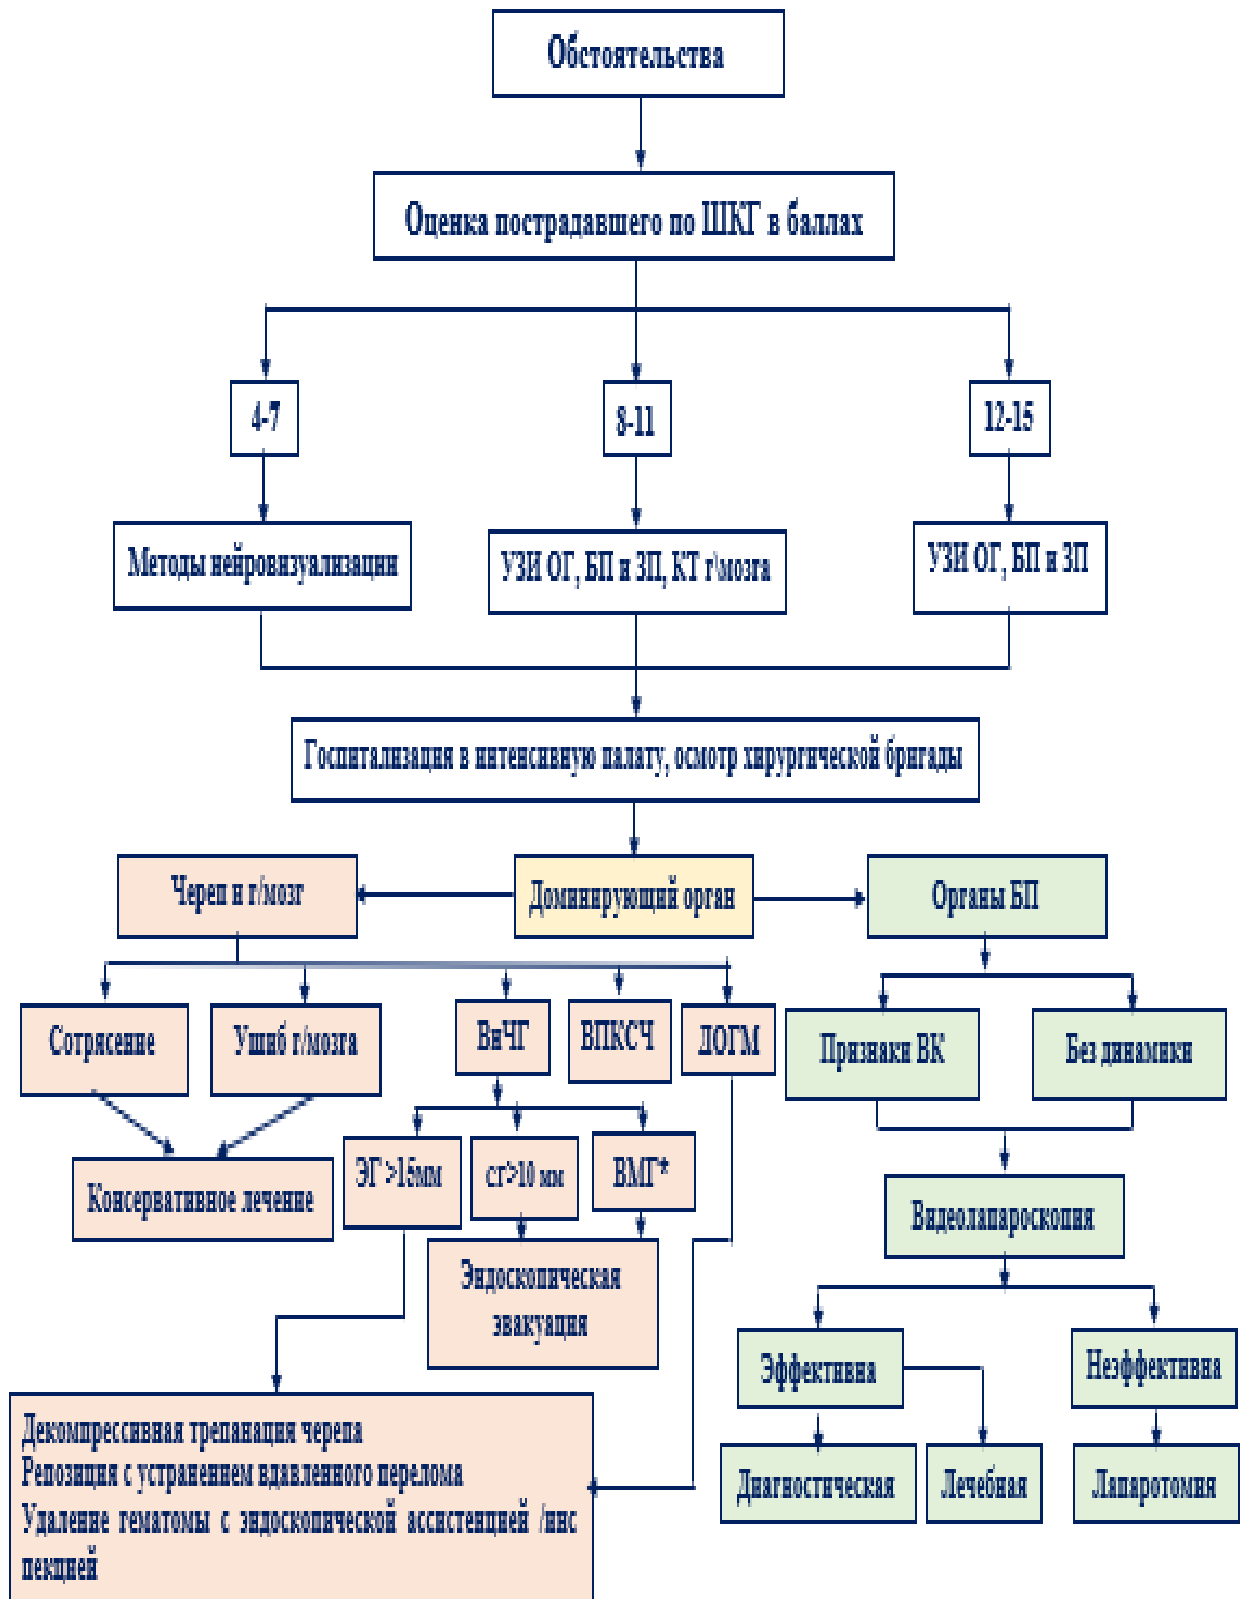 Обстоятельства
Оценка пострадавшего по ШКГ в баллах
4-7
8-11
12-15
Методы нейровизуализации
УЗИ ОГ, БП и ЗП, КТ г\мозга
УЗИ ОГ, БП и ЗП
Госпитализация в интенсивную палату, осмотр хирургической бригады
Череп и г/мозг
Доминирующий орган
Органы БП
Сотрясение
Ушиб г/мозга
ВнЧГ
ВПКСЧ
ДОГМ
Признаки ВК
Без динамики
Консервативное лечение
ЭГ >15мм
сг>10 мм
ВМГ*
Видеолапароскопия
Эндоскопическая
эвакуация
Эффективна
Неэффективна
Диагностическая
Лечебная
Лапаротомия
Декомпрессивная трепанация черепа
Репозиция с устранением вдавленного перелома
Удаление гематомы с эндоскопической ассистенцией /инс
пекцией